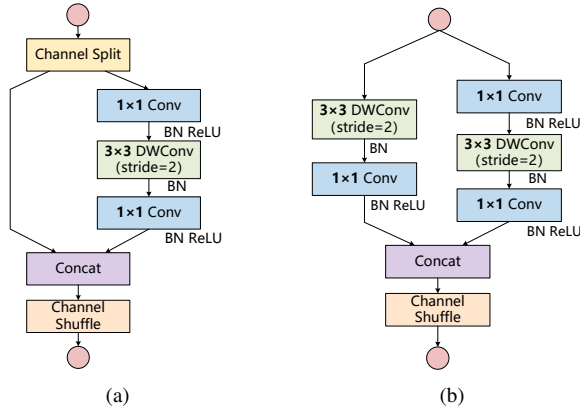 Channel Split
1×1 Conv
BN ReLU
3×3 DWConv
(stride=2)
BN
1×1 Conv
BN ReLU
Concat
Channel
Shuffle
(a)
3×3 DWConv
(stride=2)
BN
1×1 Conv
BN ReLU
1×1 Conv
BN ReLU
3×3 DWConv
(stride=2)
BN
1×1 Conv
BN ReLU
Concat
Channel
Shuffle
(b)